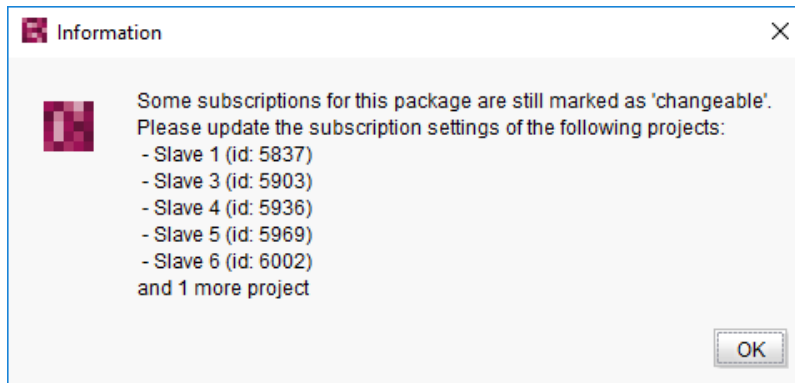 Information
Some subscriptions for this package are still marked as 'changeable'.
Please update the subscription settings of the following projects:
- Slave 1 (id: 5837)
- Slave 3 (id: 5903)
- Slave 4 (id: 5936)
- Slave 5 (id: 5969)
- Slave 6 (id: 6002)
and 1 more project
OK